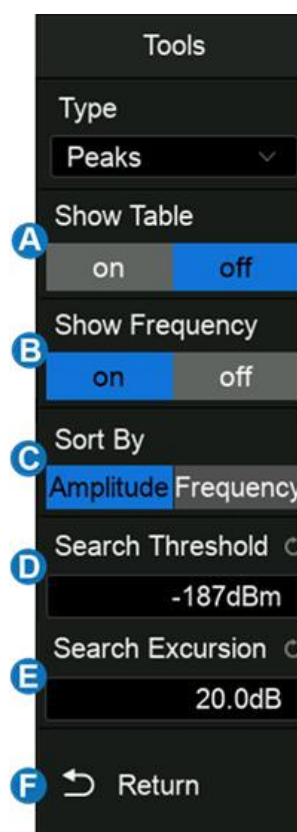 Tools
Type
Peaks
Show Table
A
on off
Show Frequency
B
on off
Sort By
C
Amplitude Frequency
Search Threshold
D
-187dBm
Search Excursion
E
20.0dB
F Return